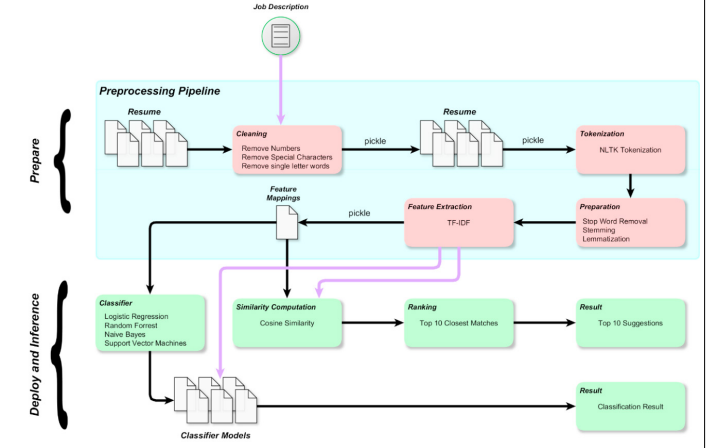 Job Description
Preprocessing Pipeline
Prepare
Resume
Cleaning
Remove Numbers
Remove Special Characters
Remove single letter words
pickle
Resume
pickle
Tokenization
NLTK Tokenization
Feature
Mappings
pickle
Feature Extraction
TF-IDF
Preparation
Stop Word Removal
Stemming
Lemmatization
Deploy and Inference
Classifier
Logistic Regression
Random Forrest
Naive Bayes
Support Vector Machines
Similarity Computation
Cosine Similarity
Ranking
Top 10 Closest Matches
Result
Top 10 Suggestions
Classifier Models
Result
Classification Result